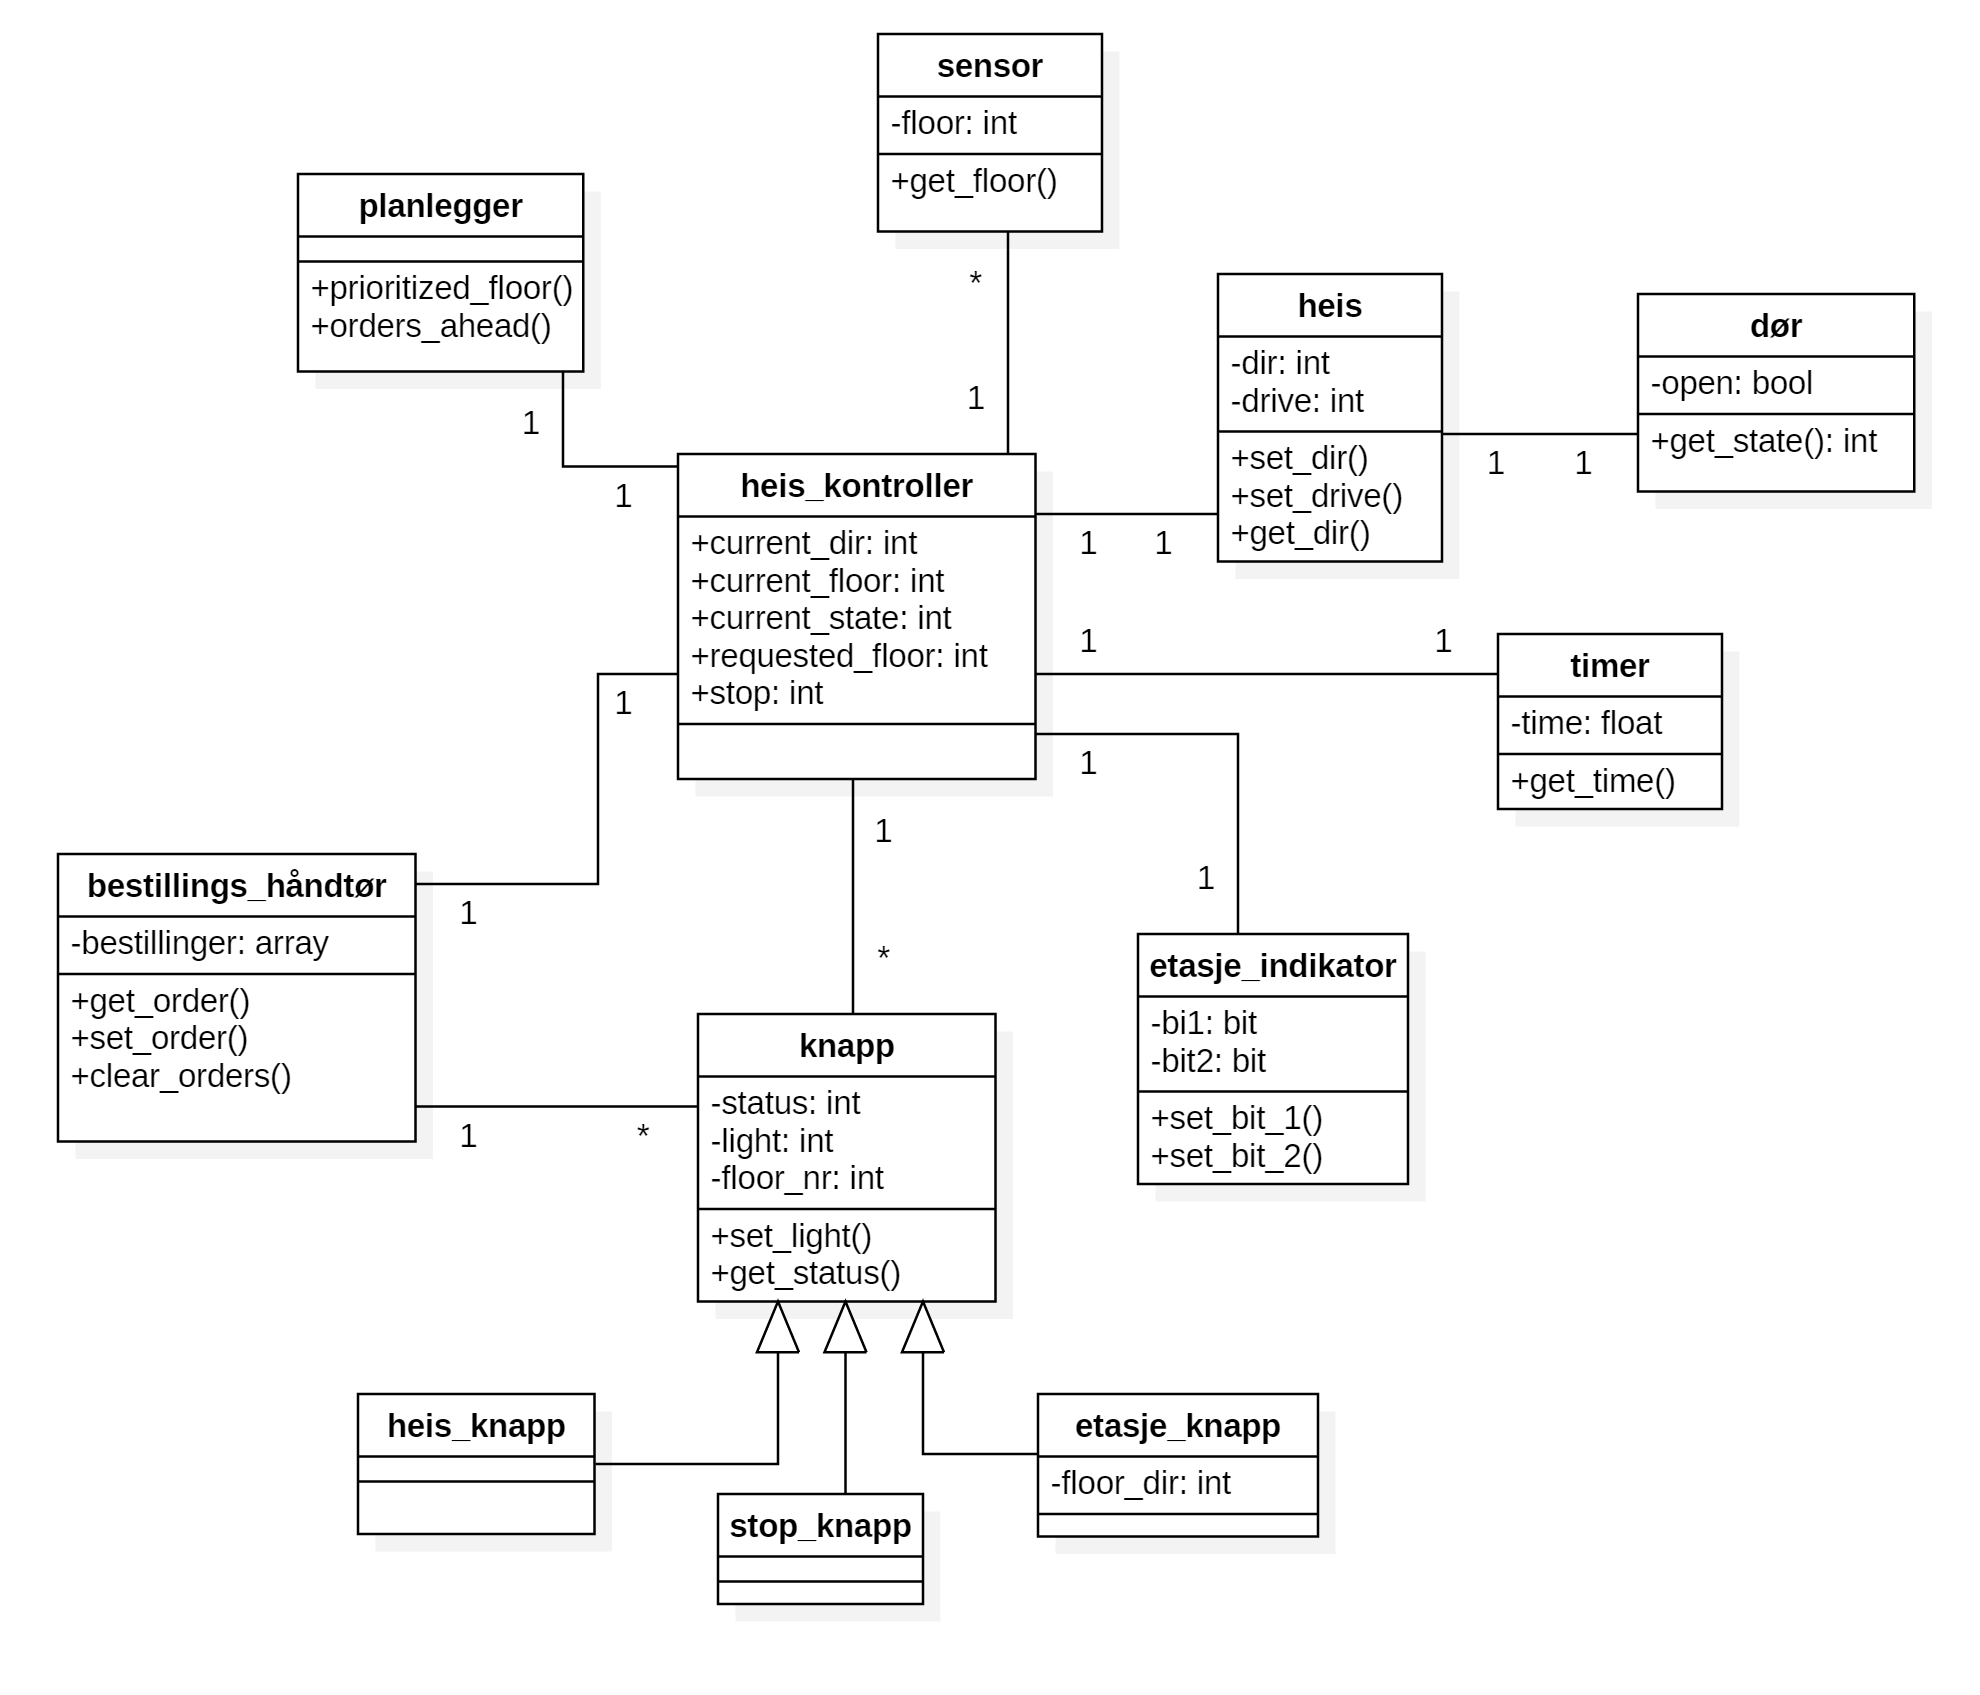 sensor
-floor: int
+get_floor()
*
1
planlegger
+prioritized_floor()
+orders_ahead()
1
1
heis
-dir: int
-drive: int
+set_dir()
+set_drive()
+get_dir()
dør
-open: bool
+get_state(): int
1
1
heis_kontroller
+current_dir: int
+current_floor: int
+current_state: int
+requested_floor: int
+stop: int
1
1
1
1
timer
-time: float
+get_time()
1
1
1
1
bestillings_håndtør
-bestillinger: array
+get_order()
+set_order()
+clear_orders()
1
*
1
*
knapp
-status: int
-light: int
-floor_nr: int
+set_light()
+get_status()
etasje_indikator
-bi1: bit
-bit2: bit
+set_bit_1()
+set_bit_2()
heis_knapp
stop_knapp
etasje_knapp
-floor_dir: int